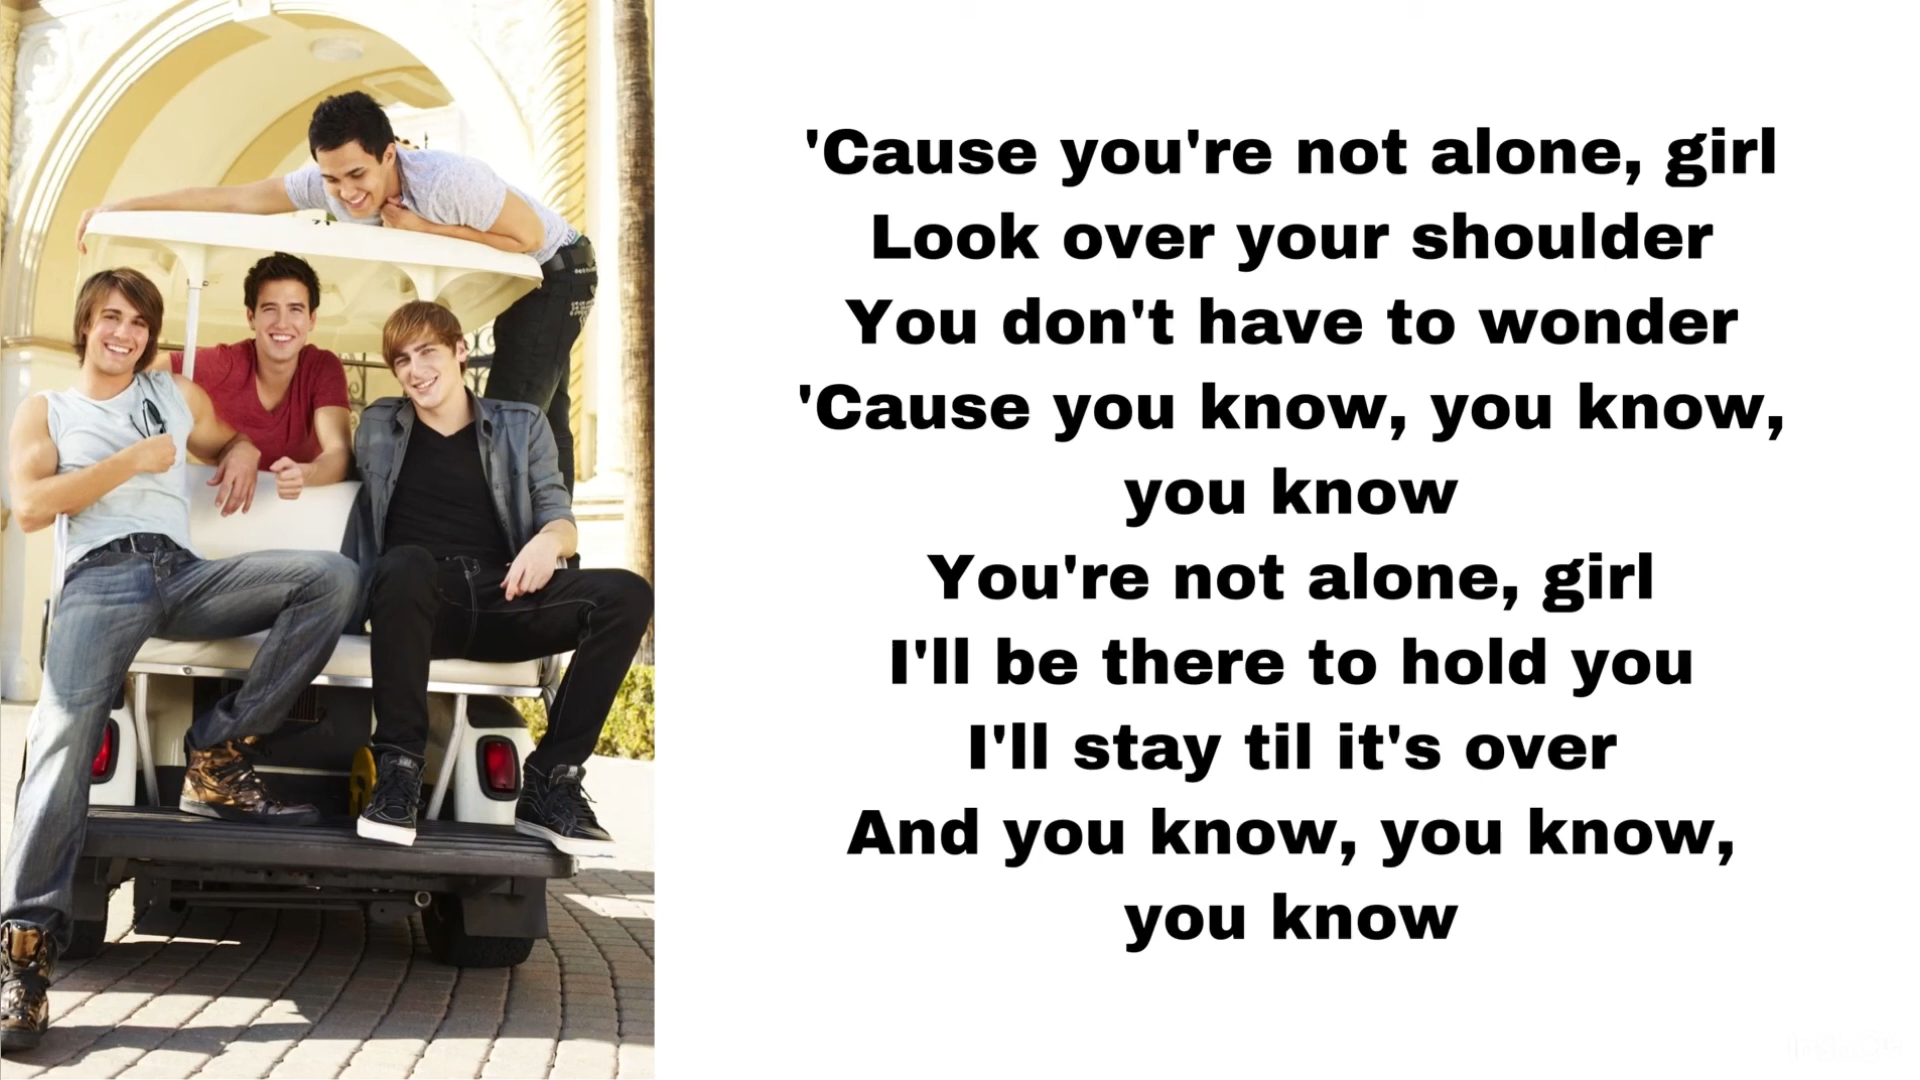 'Cause you're not alone, girl
Look over your shoulder
You don't have to wonder
'Cause you know, you know,
you know
You're not alone, girl
I'll be there to hold you
I'll stay til it's over
And you know, you know,
you know